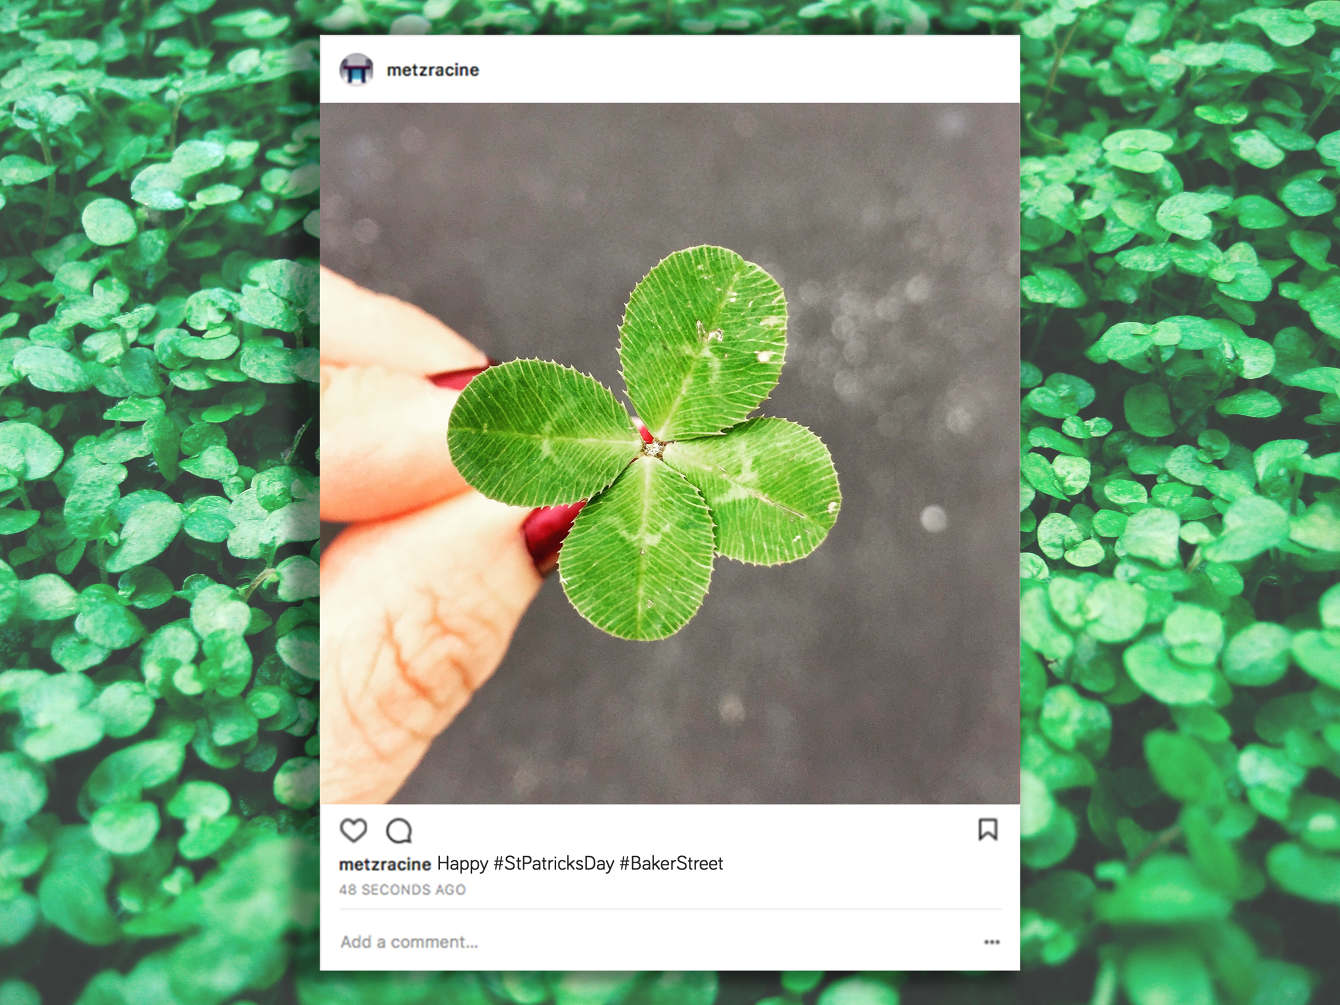 metzracine
metzracine Happy #StPatricksDay #BakerStreet
48 SECONDS AGO
Add a comment...